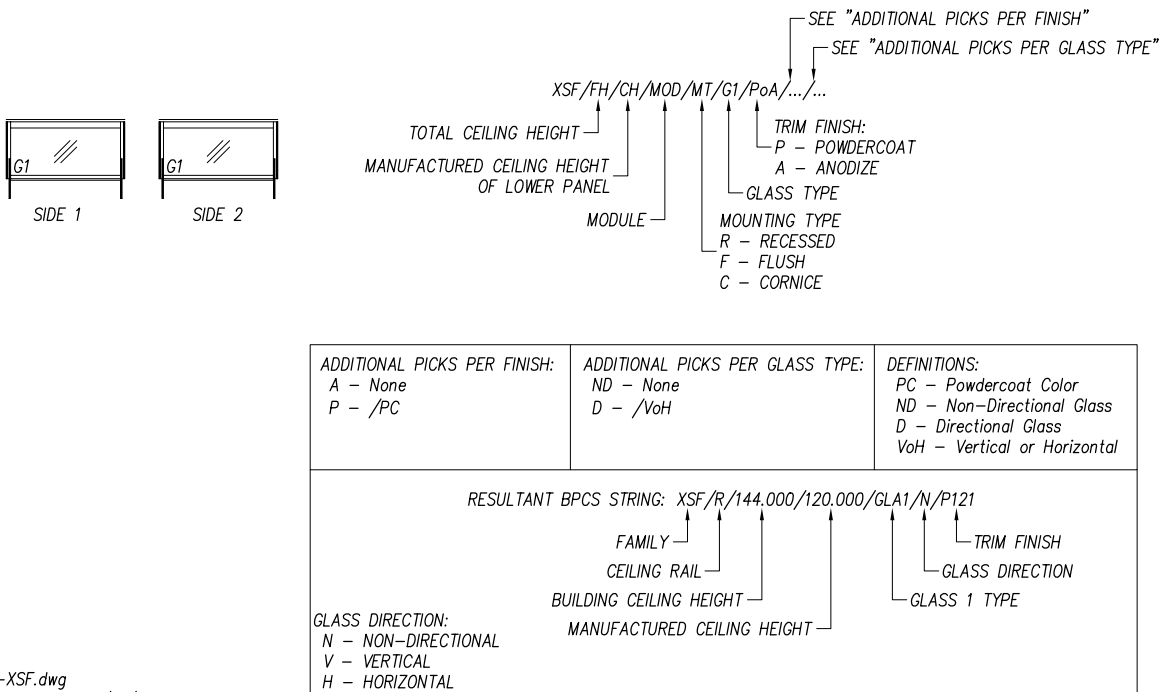 SEE "ADDITIONAL PICKS PER FINISH"
SEE "ADDITIONAL PICKS PER GLASS TYPE"
XSF/FH/CH/MOD/MT/G1/PoA/.../...
TOTAL CEILING HEIGHT
MANUFACTURED CEILING HEIGHT
OF LOWER PANEL
MODULE
MOUNTING TYPE
R – RECESSED
F – FLUSH
C – CORNICE
GLASS TYPE
TRIM FINISH:
P – POWDERCOAT
A – ANODIZE
G1
SIDE 1
G1
SIDE 2
ADDITIONAL PICKS PER FINISH:
A – None
P – /PC
ADDITIONAL PICKS PER GLASS TYPE:
ND – None
D – /VoH
DEFINITIONS:
PC – Powdercoat Color
ND – Non-Directional Glass
D – Directional Glass
VoH – Vertical or Horizontal
RESULTANT BPCS STRING: XSF/R/144.000/120.000/GLA1/N/P121
FAMILY
CEILING RAIL
BUILDING CEILING HEIGHT
MANUFACTURED CEILING HEIGHT
TRIM FINISH
GLASS DIRECTION
GLASS 1 TYPE
GLASS DIRECTION:
N – NON-DIRECTIONAL
V – VERTICAL
H – HORIZONTAL
-XSF.dwg